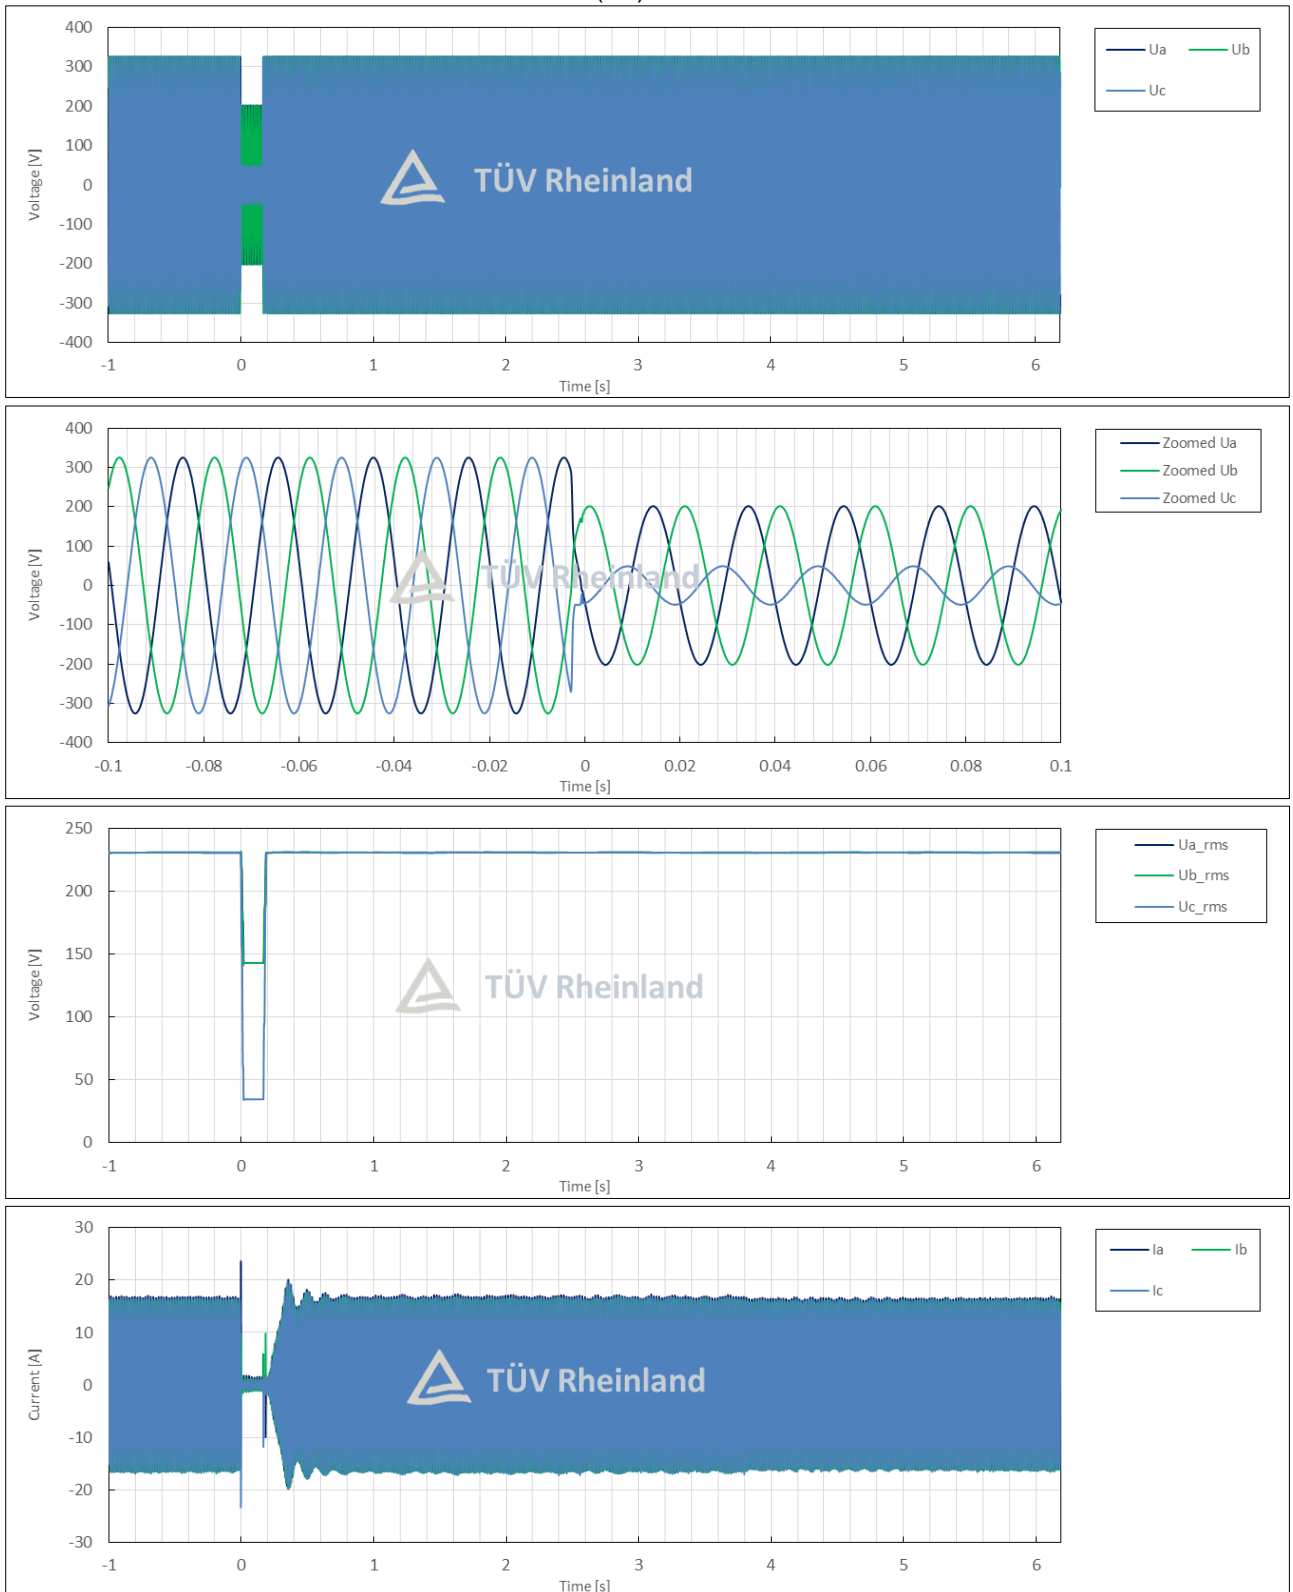 400
300
200
100
0
-100
-200
-300
-400
Voltage [V]
-1 0 1 2 3 4 5 6
Time [s]
Ua Ub
Uc
TÜV Rheinland
400
300
200
100
0
-100
-200
-300
-400
Voltage [V]
-0.1 -0.08 -0.06 -0.04 -0.02 0 0.02 0.04 0.06 0.08 0.1
Time [s]
Zoomed Ua
Zoomed Ub
Zoomed Uc
TÜV Rheinland
250
200
150
100
50
0
Voltage [V]
-1 0 1 2 3 4 5 6
Time [s]
Ua_rms
Ub_rms
Uc_rms
TÜV Rheinland
30
20
10
0
-10
-20
-30
Current [A]
-1 0 1 2 3 4 5 6
Time [s]
Ia Ib
Ic
TÜV Rheinland